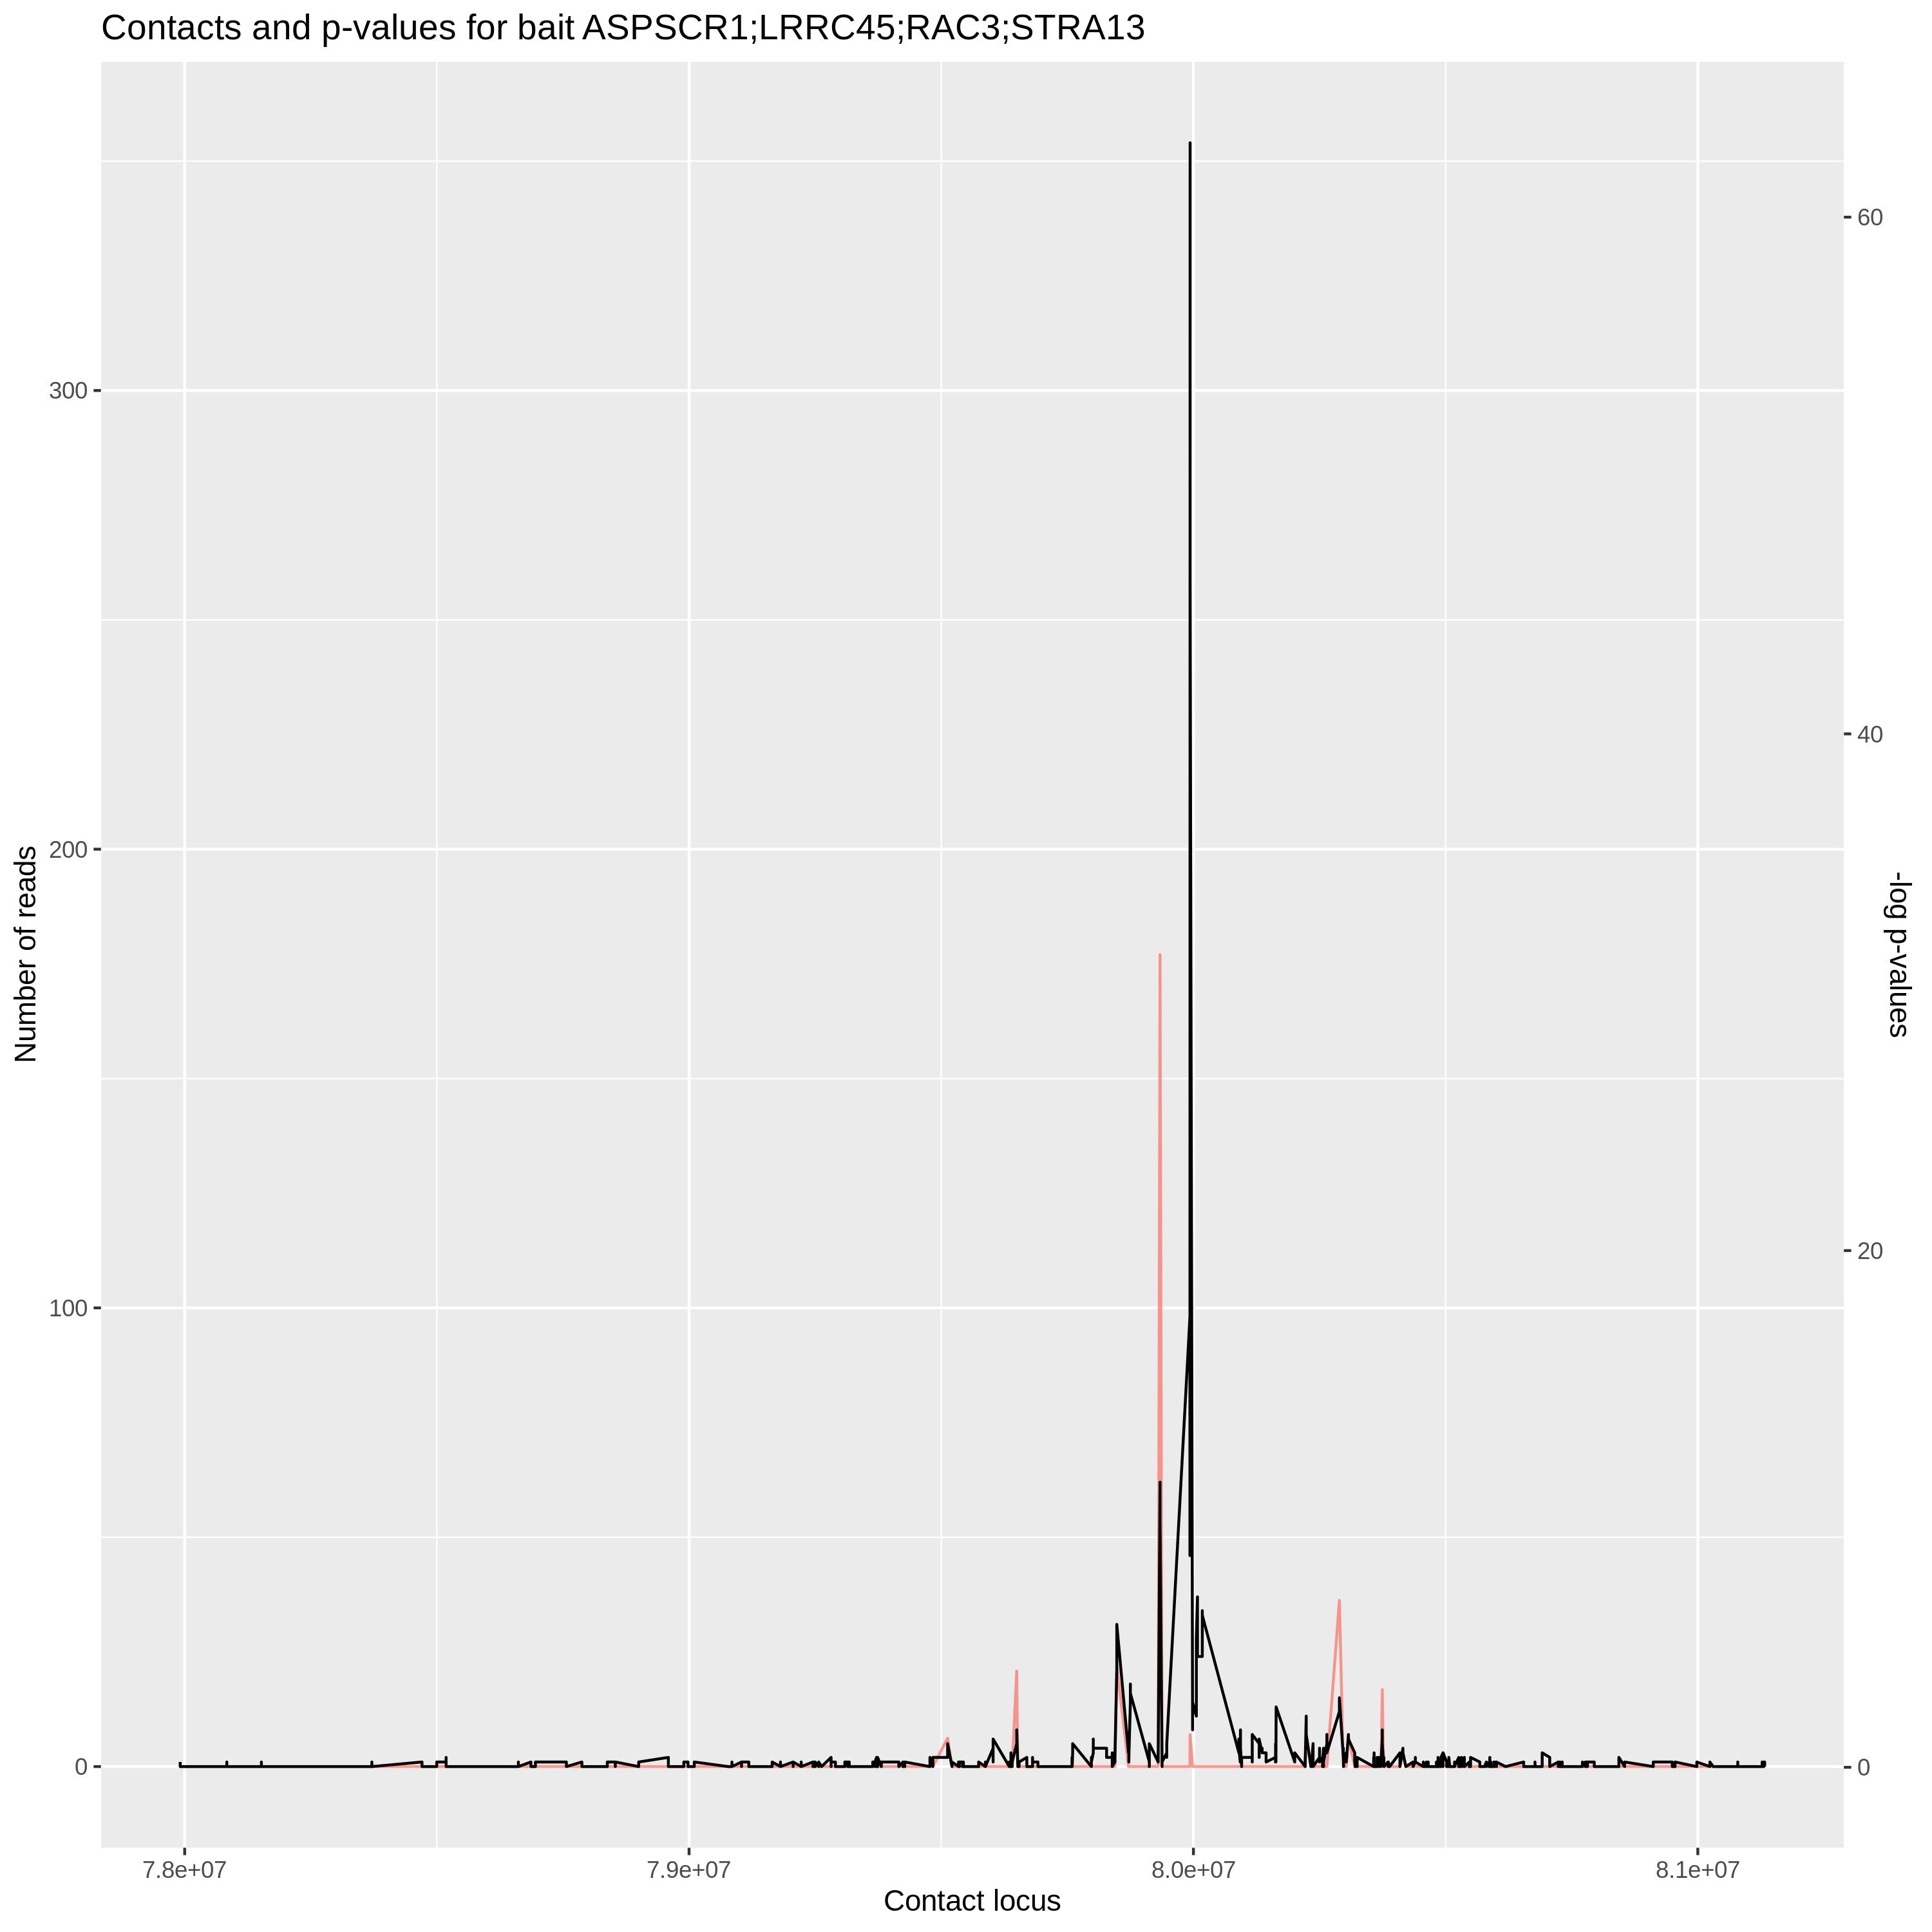 Contacts and p-values for bait ASPSCR1;LRRC45;RAC3;STRA13
300
200
100
0
Number of reads
60
40
20
0
-log p-values
7.8e+07
7.9e+07
8.0e+07
8.1e+07
Contact locus